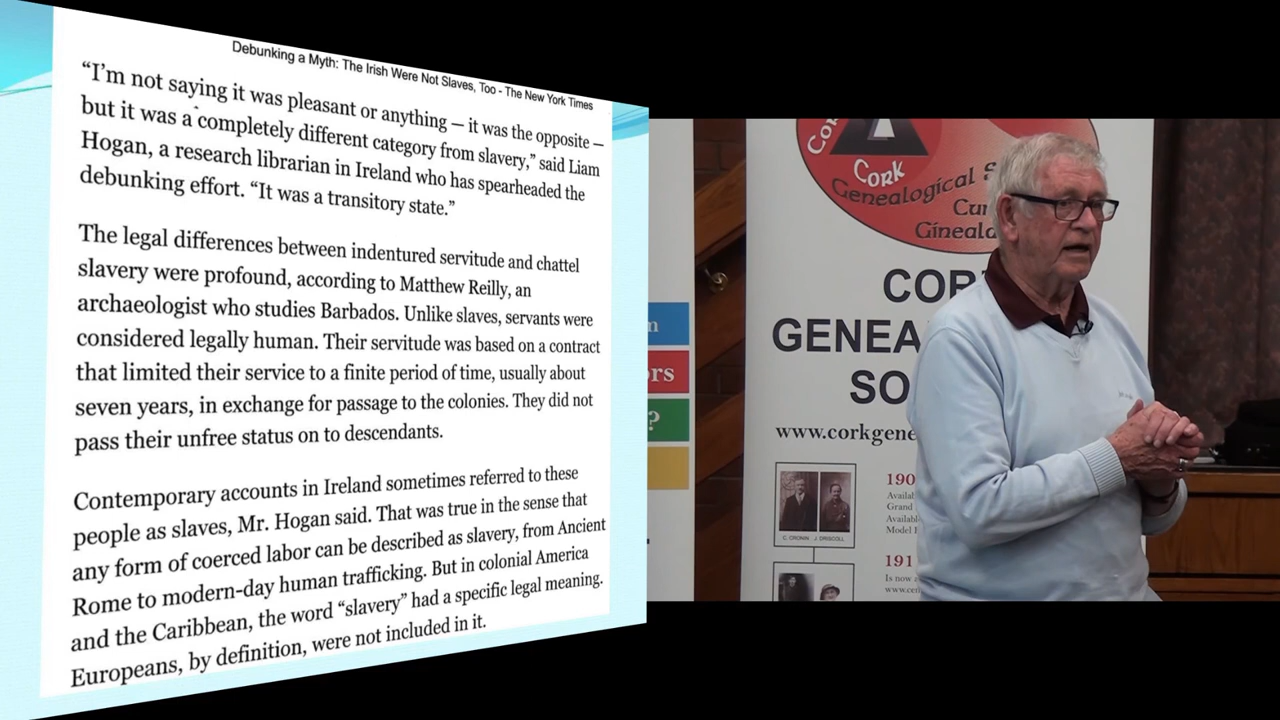 Debunking a Myth: The Irish Were Not Slaves, Too - The New York Times
“I’m not saying it was pleasant or anything — it was the opposite —
but it was a completely different category from slavery,” said Liam
Hogan, a research librarian in Ireland who has spearheaded the
debunking effort. “It was a transitory state.”
The legal differences between indentured servitude and chattel
slavery were profound, according to Matthew Reilly, an
archaeologist who studies Barbados. Unlike slaves, servants were
considered legally human. Their servitude was based on a contract
that limited their service to a finite period of time, usually about
seven years, in exchange for passage to the colonies. They did not
pass their unfree status on to descendants.
Contemporary accounts in Ireland sometimes referred to these
people as slaves, Mr. Hogan said. That was true in the sense that
any form of coerced labor can be described as slavery, from Ancient
Rome to modern-day human trafficking. But in colonial America
and the Caribbean, the word “slavery” had a specific legal meaning.
Europeans, by definition, were not included in it.
n
ors
?
Cor
Cork
Genealogical S
Cu
Gineala
COR
GENEA
SO
www.corkgene
C. CRONIN J. DRISCOLL
190
Availab
Grand
Availabl
Model
191
Is now a
www.cen